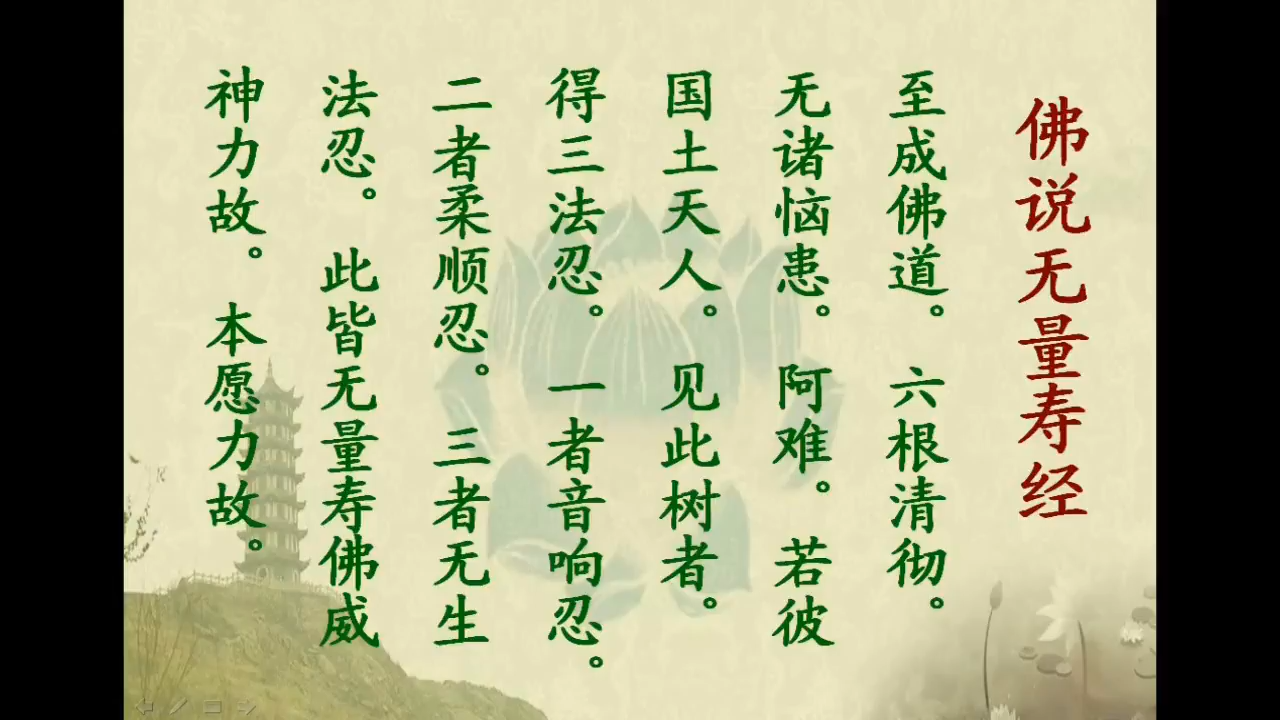 佛说无量寿经
至成佛道。六根清彻。
无诸恼患。阿难。若彼
国土天人。见此树者。
得三法忍。一者音响忍。
二者柔顺忍。三者无生
法忍。此皆无量寿佛威
神力故。本愿力故。